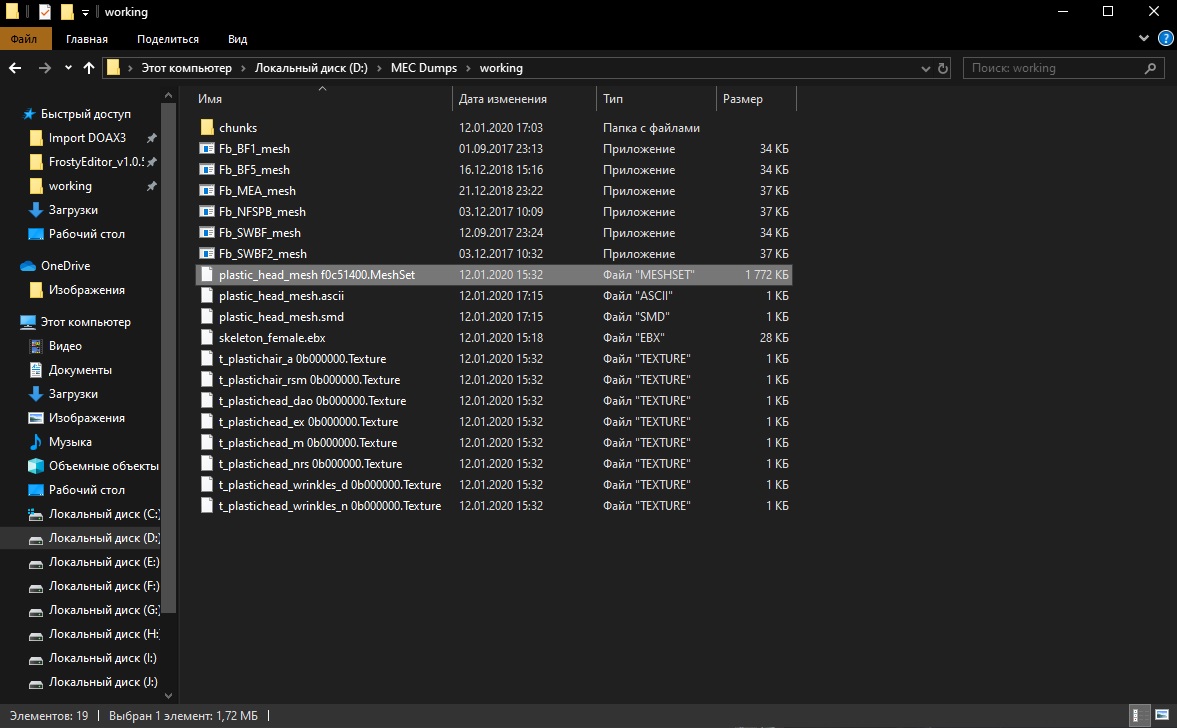 working
Файл Главная Поделиться Вид
Этот компьютер Локальный диск (D:) MEC Dumps working Поиск: working
Имя Дата изменения Тип Размер
Быстрый доступ
Import DOAX3
FrostyEditor_v1.0.5
working
Загрузки
Рабочий стол
OneDrive
Изображения
Этот компьютер
Видео
Документы
Загрузки
Изображения
Музыка
Объемные объекты
Рабочий стол
Локальный диск (C:)
Локальный диск (D:)
Локальный диск (E:)
Локальный диск (F:)
Локальный диск (G:)
Локальный диск (H:)
Локальный диск (I:)
Локальный диск (J:)
chunks 12.01.2020 17:03 Папка с файлами
Fb_BF1_mesh 01.09.2017 23:13 Приложение 34 КБ
Fb_BF5_mesh 16.12.2018 15:16 Приложение 34 КБ
Fb_MEA_mesh 21.12.2018 23:22 Приложение 37 КБ
Fb_NFSPB_mesh 03.12.2017 10:09 Приложение 37 КБ
Fb_SWBF_mesh 12.09.2017 23:24 Приложение 34 КБ
Fb_SWBF2_mesh 03.12.2017 10:32 Приложение 37 КБ
plastic_head_mesh f0c51400.MeshSet 12.01.2020 15:32 Файл "MESHSET" 1 772 КБ
plastic_head_mesh.ascii 12.01.2020 17:15 Файл "ASCII" 1 КБ
plastic_head_mesh.smd 12.01.2020 17:15 Файл "SMD" 1 КБ
skeleton_female.ebx 12.01.2020 15:18 Файл "EBX" 28 КБ
t_plastichair_a 0b000000.Texture 12.01.2020 15:32 Файл "TEXTURE" 1 КБ
t_plastichair_rsm 0b000000.Texture 12.01.2020 15:32 Файл "TEXTURE" 1 КБ
t_plastichead_dao 0b000000.Texture 12.01.2020 15:32 Файл "TEXTURE" 1 КБ
t_plastichead_ex 0b000000.Texture 12.01.2020 15:32 Файл "TEXTURE" 1 КБ
t_plastichead_m 0b000000.Texture 12.01.2020 15:32 Файл "TEXTURE" 1 КБ
t_plastichead_nrs 0b000000.Texture 12.01.2020 15:32 Файл "TEXTURE" 1 КБ
t_plastichead_wrinkles_d 0b000000.Texture 12.01.2020 15:32 Файл "TEXTURE" 1 КБ
t_plastichead_wrinkles_n 0b000000.Texture 12.01.2020 15:32 Файл "TEXTURE" 1 КБ
Элементов: 19 Выбран 1 элемент: 1,72 МБ